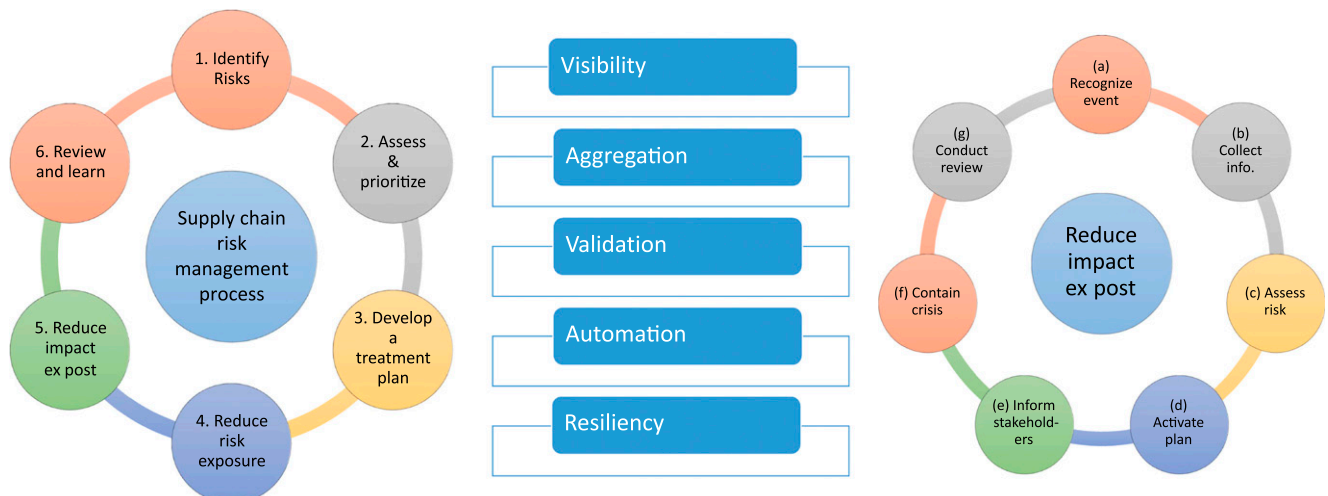 1. Identify
Risks
2. Assess
&
prioritize
3. Develop
a
treatment
plan
4. Reduce
risk
exposure
5. Reduce
impact
ex post
6. Review
and learn
Supply chain
risk
management
process
Visibility
Aggregation
Validation
Automation
Resiliency
(a)
Recognize
event
(b)
Collect
info.
(c) Assess
risk
(d)
Activate
plan
(e) Inform
stakehold-
ers
(f) Contain
crisis
(g)
Conduct
review
Reduce
impact
ex post